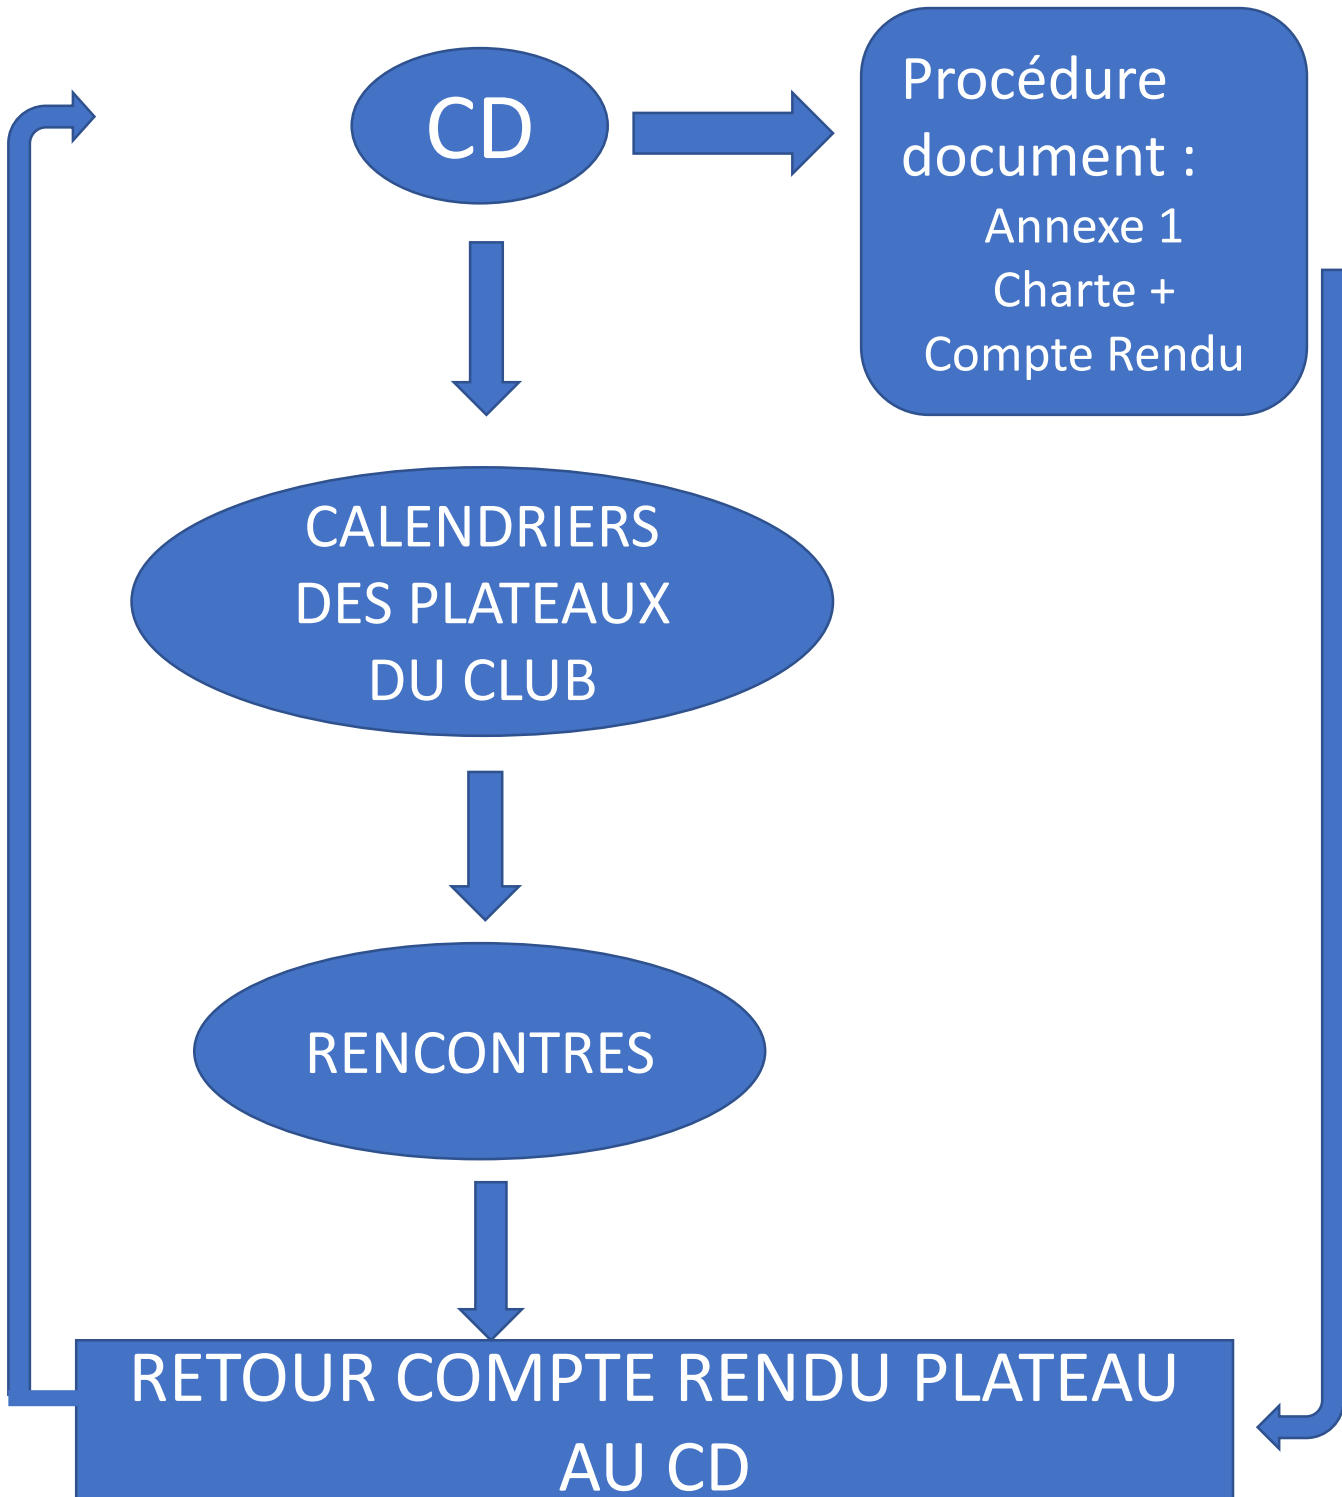 CD
Procédure
document :
Annexe 1
Charte +
Compte Rendu
CALENDRIERS
DES PLATEAUX
DU CLUB
RENCONTRES
RETOUR COMPTE RENDU PLATEAU
AU CD